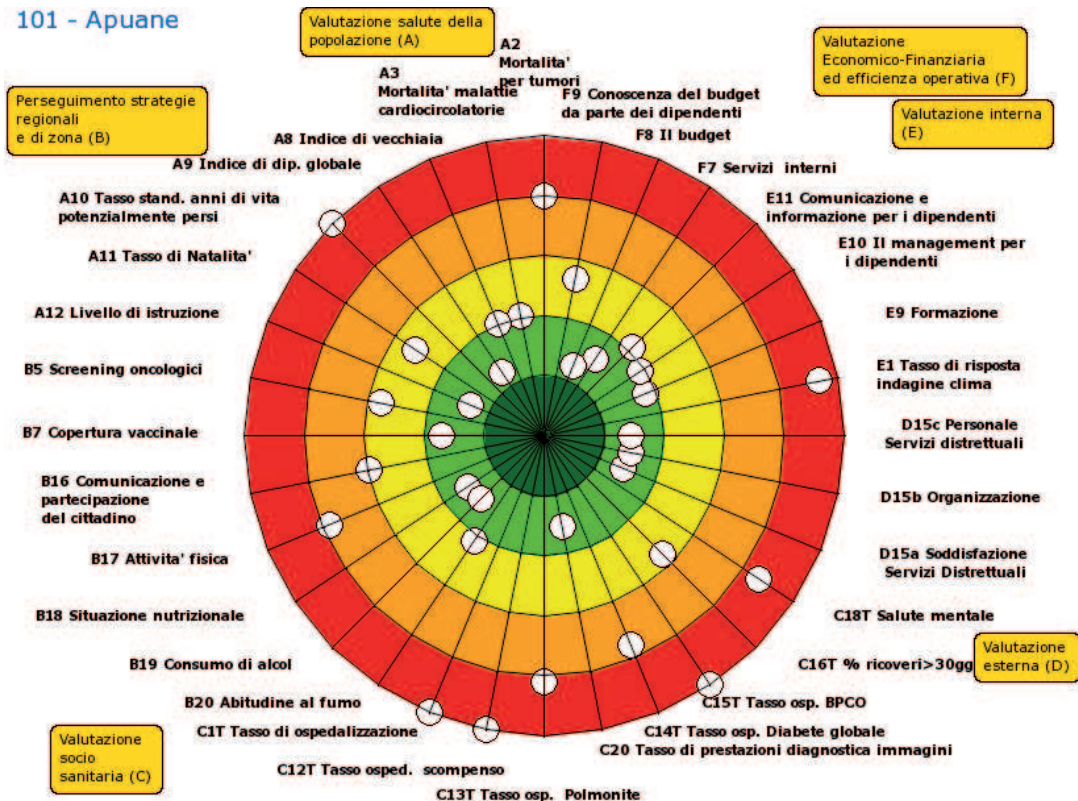 101 - Apuane
Valutazione salute della
popolazione (A)
A2
Mortalita'
per tumori
A3
Mortalita' malattie
cardiocircolatorie
F9 Conoscenza del budget
da parte dei dipendenti
F8 Il budget
Valutazione
Economico-Finanziaria
ed efficienza operativa (F)
Valutazione interna
(E)
Perseguimento strategie
regionali
e di zona (B)
A8 Indice di vecchiaia
A9 Indice di dip. globale
A10 Tasso stand. anni di vita
potenzialmente persi
A11 Tasso di Natalita'
A12 Livello di istruzione
B5 Screening oncologici
B7 Copertura vaccinale
B16 Comunicazione e
partecipazione
del cittadino
B17 Attivita' fisica
B18 Situazione nutrizionale
B19 Consumo di alcol
B20 Abitudine al fumo
C1T Tasso di ospedalizzazione
C12T Tasso osped. scompenso
C13T Tasso osp. Polmonite
F7 Servizi interni
E11 Comunicazione e
informazione per i dipendenti
E10 Il management per
i dipendenti
E9 Formazione
E1 Tasso di risposta
indagine clima
D15c Personale
Servizi distrettuali
D15b Organizzazione
D15a Soddisfazione
Servizi Distrettuali
C18T Salute mentale
C16T % ricoveri>30gg
Valutazione
esterna (D)
C15T Tasso osp. BPCO
C14T Tasso osp. Diabete globale
C20 Tasso di prestazioni diagnostica immagini
Valutazione
socio
sanitaria (C)